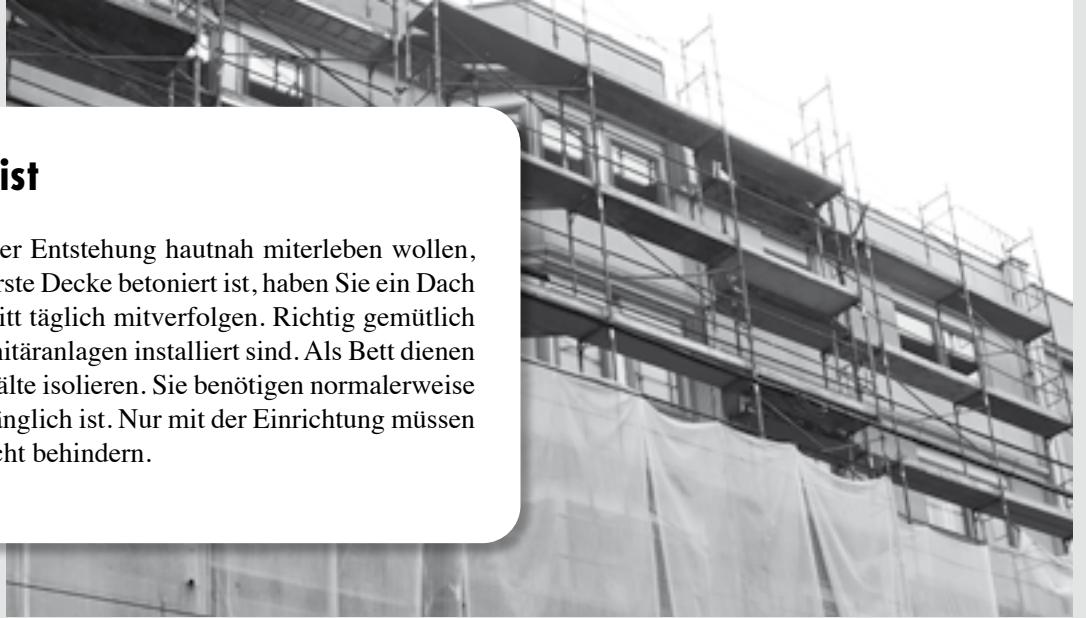 ist
er Entstehung hautnah miterleben wollen,
rste Decke betoniert ist, haben Sie ein Dach
itt täglich mitverfolgen. Richtig gemütlich
nitäranlagen installiert sind. Als Bett dienen
älte isolieren. Sie benötigen normalerweise
änglich ist. Nur mit der Einrichtung müssen
cht behindern.